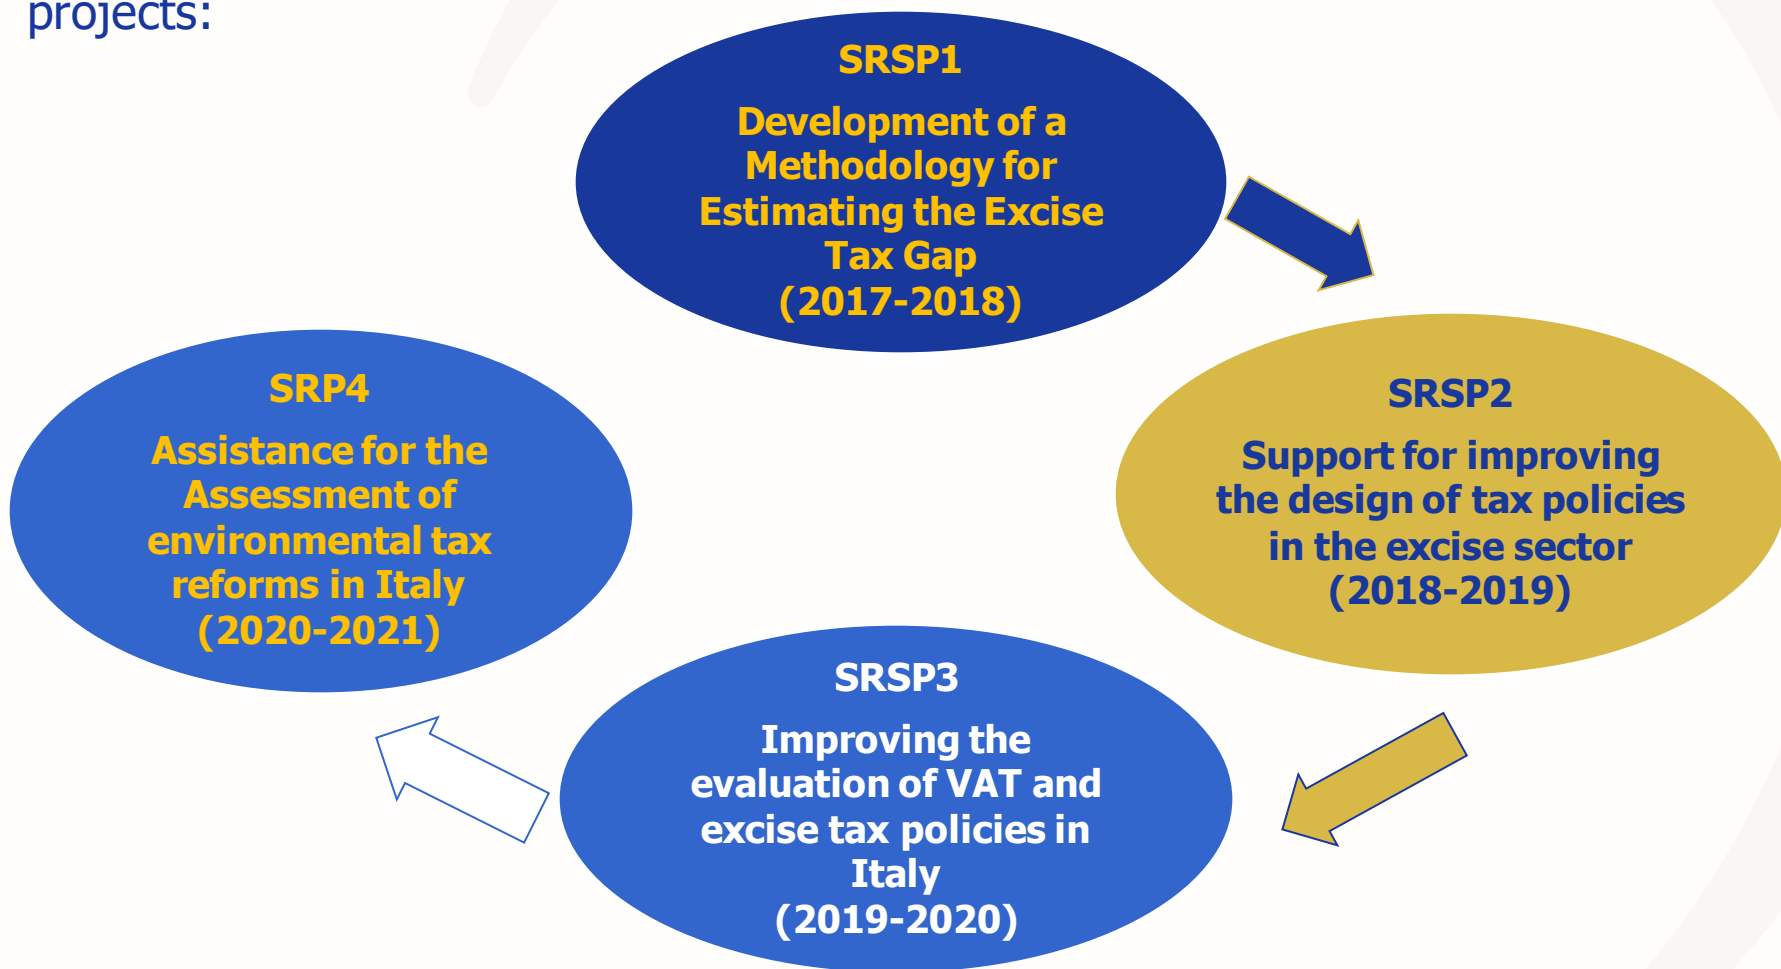 projects:
SRSP1
Development of a
Methodology for
Estimating the Excise
Tax Gap
(2017-2018)
SRSP2
Support for improving
the design of tax policies
in the excise sector
(2018-2019)
SRSP3
Improving the
evaluation of VAT and
excise tax policies in
Italy
(2019-2020)
SRP4
Assistance for the
Assessment of
environmental tax
reforms in Italy
(2020-2021)